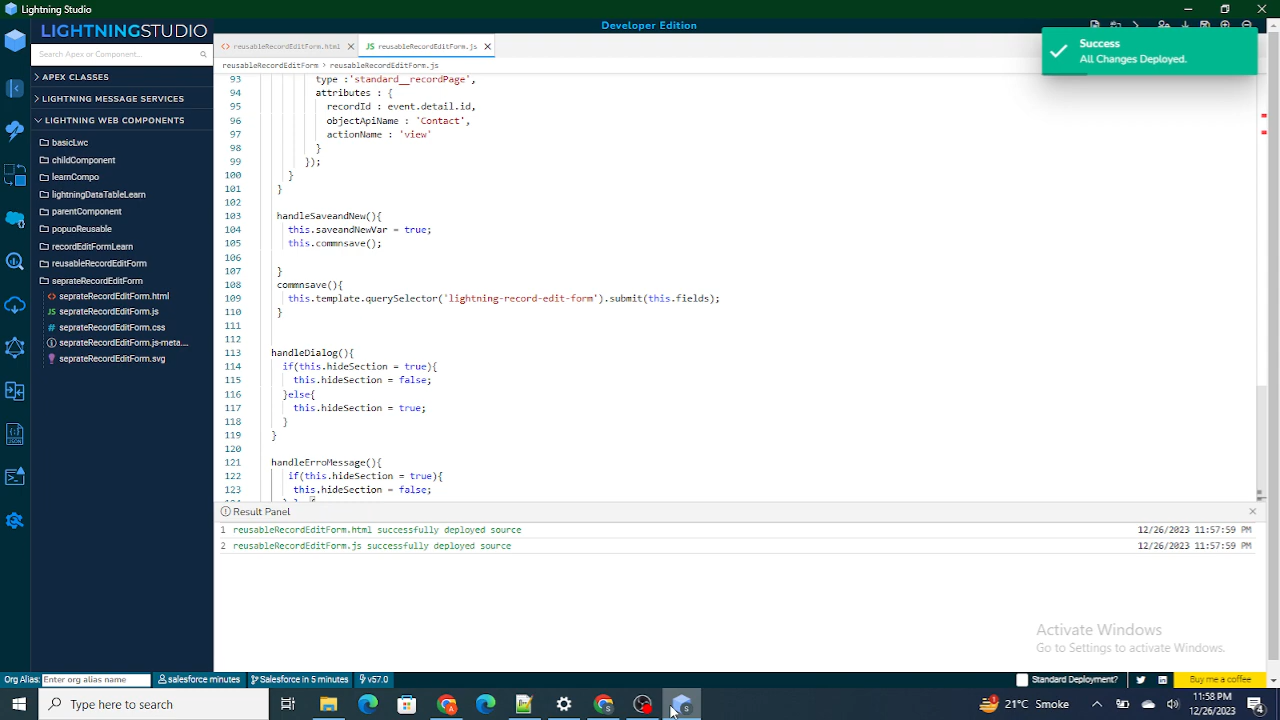 Lightning Studio
Developer Edition
LIGHTNINGSTUDIO
Search Apex or Component...
APEX CLASSES
LIGHTNING MESSAGE SERVICES
LIGHTNING WEB COMPONENTS
basicLwc
childComponent
learnCompo
lightningDataTableLearn
parentComponent
popuoReusable
recordEditFormLearn
reusableRecordEditForm
seprateRecordEditForm
<> seprateRecordEditForm.html
JS seprateRecordEditForm.js
# seprateRecordEditForm.css
seprateRecordEditForm.js-meta...
seprateRecordEditForm.svg
<> reusableRecordEditForm.html
JS reusableRecordEditForm.js
reusableRecordEditForm > reusableRecordEditForm.js
Success
All Changes Deployed.
93 type :'standard__recordPage',
94 attributes : {
95 recordId : event.detail.id,
96 objectApiName : 'Contact',
97 actionName : 'view'
98 }
99 });
100 }
101 }
102
103 handleSaveandNew(){
104 this.saveandNewVar = true;
105 this.commnsave();
106
107 }
108 commnsave(){
109 this.template.querySelector('lightning-record-edit-form').submit(this.fields);
110 }
111
112
113 handleDialog(){
114 if(this.hideSection = true){
115 this.hideSection = false;
116 }else{
117 this.hideSection = true;
118 }
119 }
120
121 handleErroMessage(){
122 if(this.hideSection = true){
123 this.hideSection = false;
Result Panel
1 reusableRecordEditForm.html successfully deployed source 12/26/2023 11:57:59 PM
2 reusableRecordEditForm.js successfully deployed source 12/26/2023 11:57:59 PM
Activate Windows
Go to Settings to activate Windows.
Org Alias: Enter org alias name salesforce minutes Salesforce in 5 minutes v57.0 Standard Deployment? Buy me a coffee
Type here to search
21°C Smoke
11:58 PM
12/26/2023
4